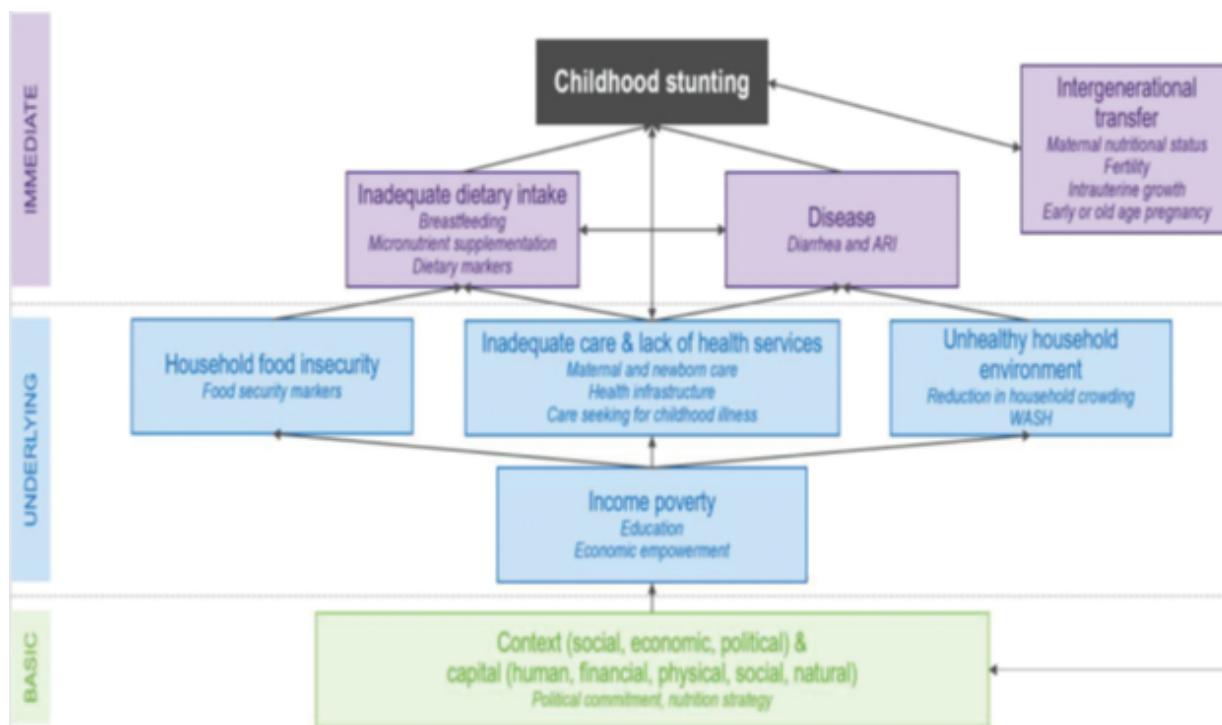 IMMEDIATE
Childhood stunting
Intergenerational
transfer
Maternal nutritional status
Fertility
Intrauterine growth
Early or old age pregnancy
Inadequate dietary intake
Breastfeeding
Micronutrient supplementation
Dietary markers
Disease
Diarrhea and ARI
UNDERLYING
Household food insecurity
Food security markers
Inadequate care & lack of health services
Maternal and newborn care
Health infrastructure
Care seeking for childhood illness
Unhealthy household
environment
Reduction in household crowding
WASH
Income poverty
Education
Economic empowerment
BASIC
Context (social, economic, political) &
capital (human, financial, physical, social, natural)
Political commitment, nutrition strategy